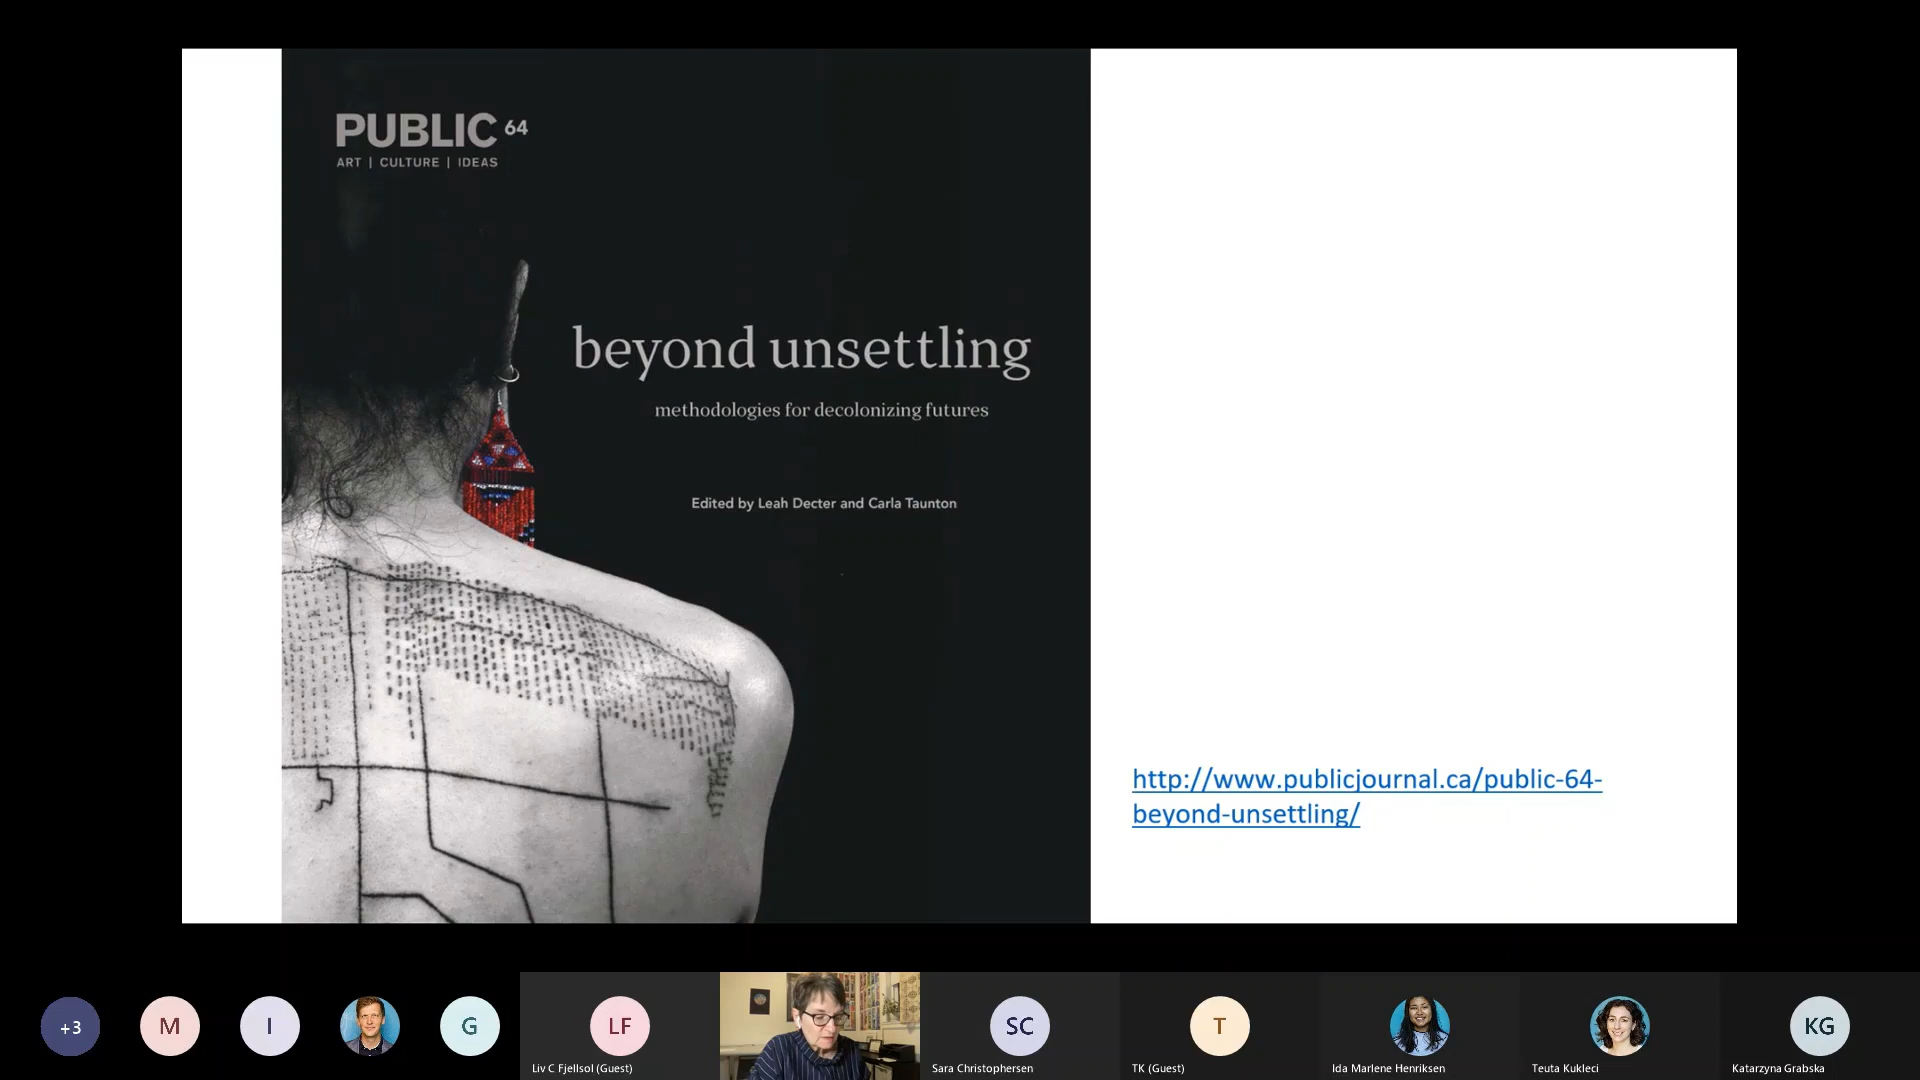 PUBLIC 64
ART | CULTURE | IDEAS
beyond unsettling
methodologies for decolonizing futures
Edited by Leah Decter and Carla Taunton
http://www.publicjournal.ca/public-64-
beyond-unsettling/
+3
M
I
G
LF
Liv C Fjellsol (Guest)
SC
Sara Christophersen
T
TK (Guest)
Ida Marlene Henriksen
Teuta Kukleci
KG
Katarzyna Grabska